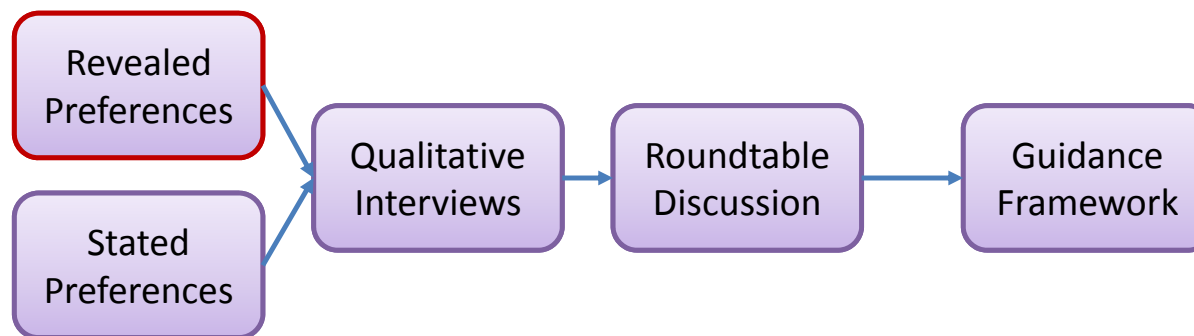 Revealed
Preferences
Stated
Preferences
Qualitative
Interviews
Roundtable
Discussion
Guidance
Framework